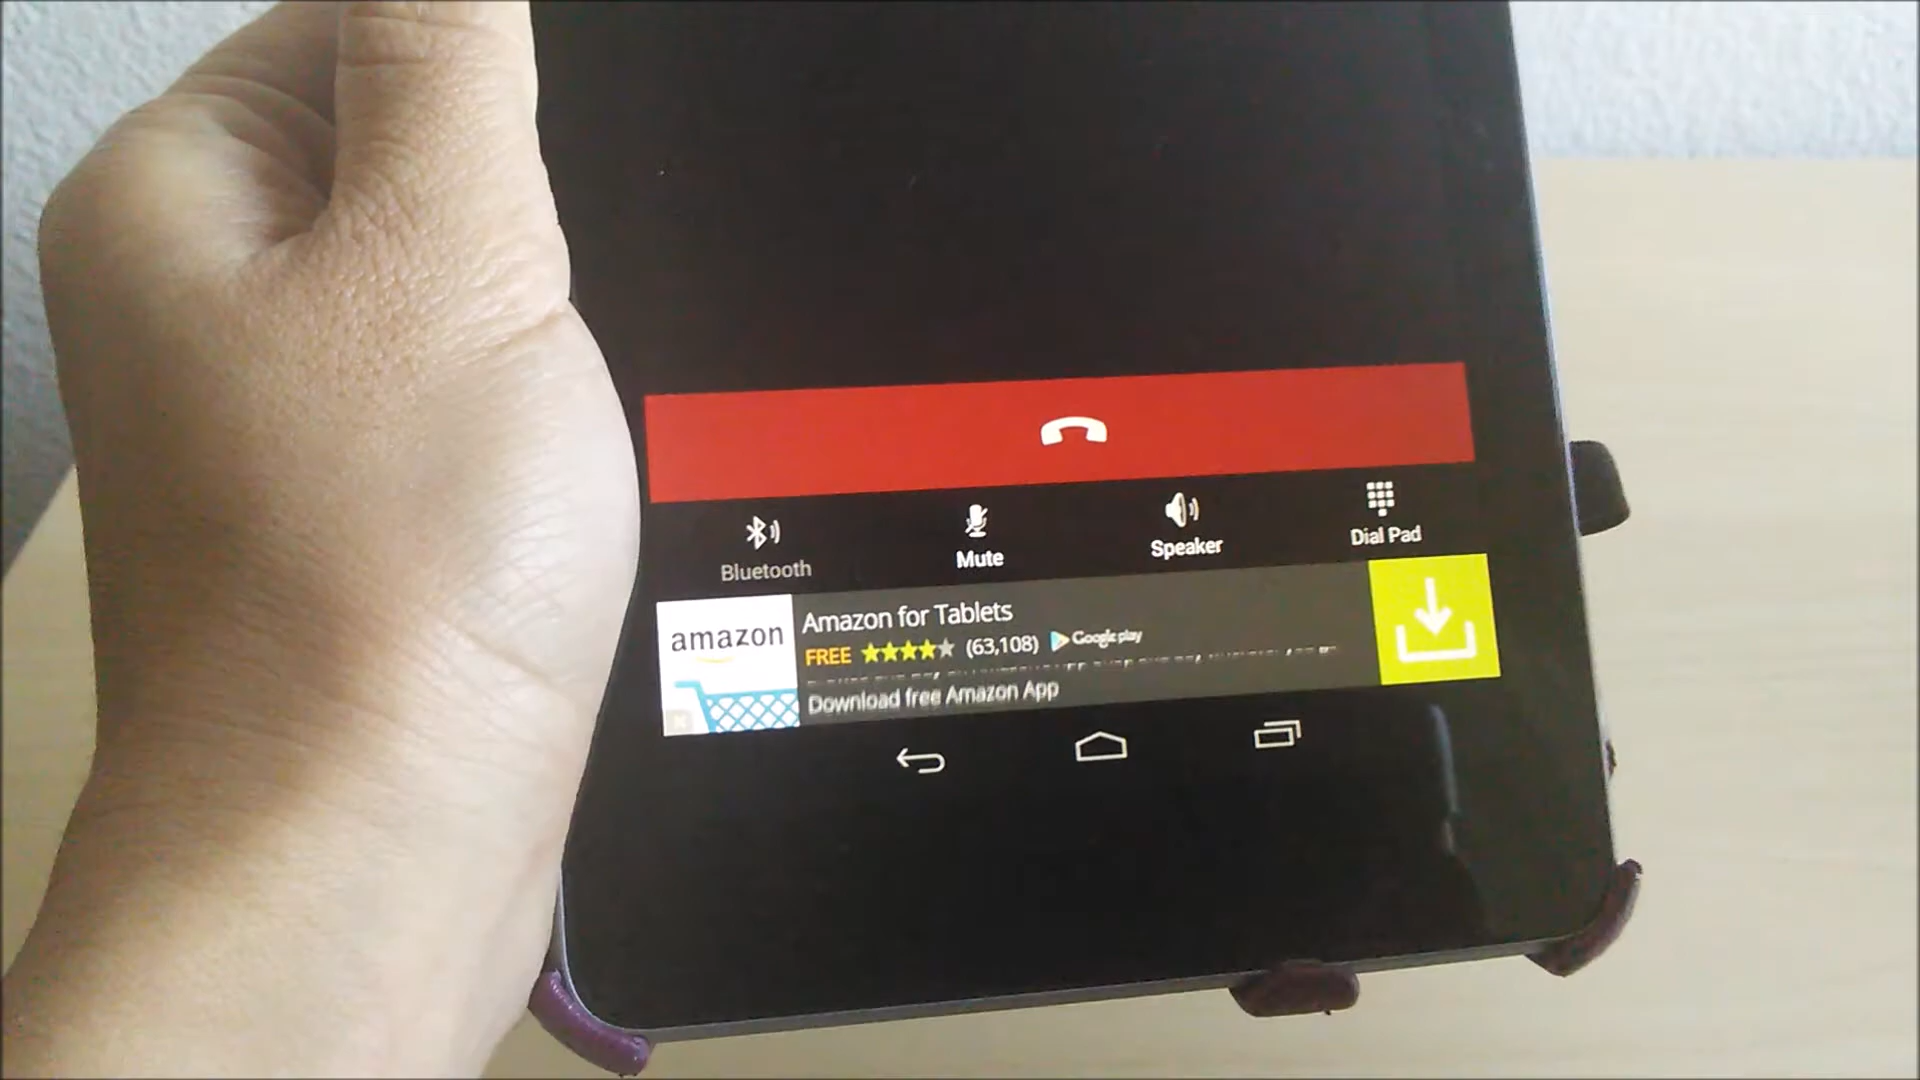 Bluetooth
Mute
Speaker
Dial Pad
amazon
Amazon for Tablets
FREE (63,108) Google play
Download free Amazon App